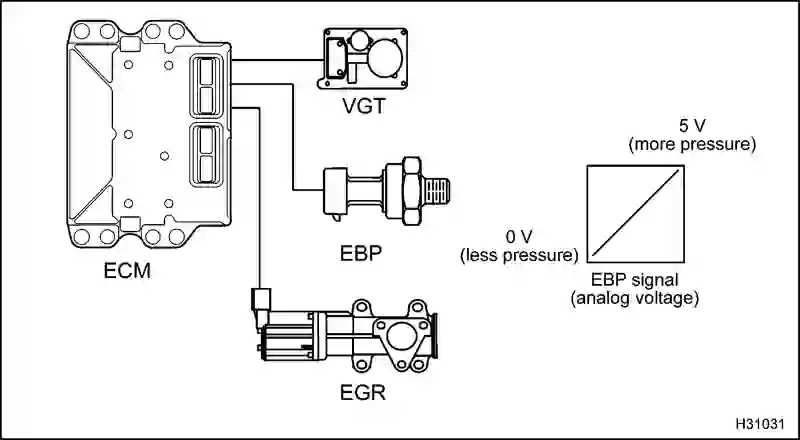 VGT
5 V
(more pressure)
0 V
(less pressure)
ECM
EBP
EBP signal
(analog voltage)
EGR
H31031